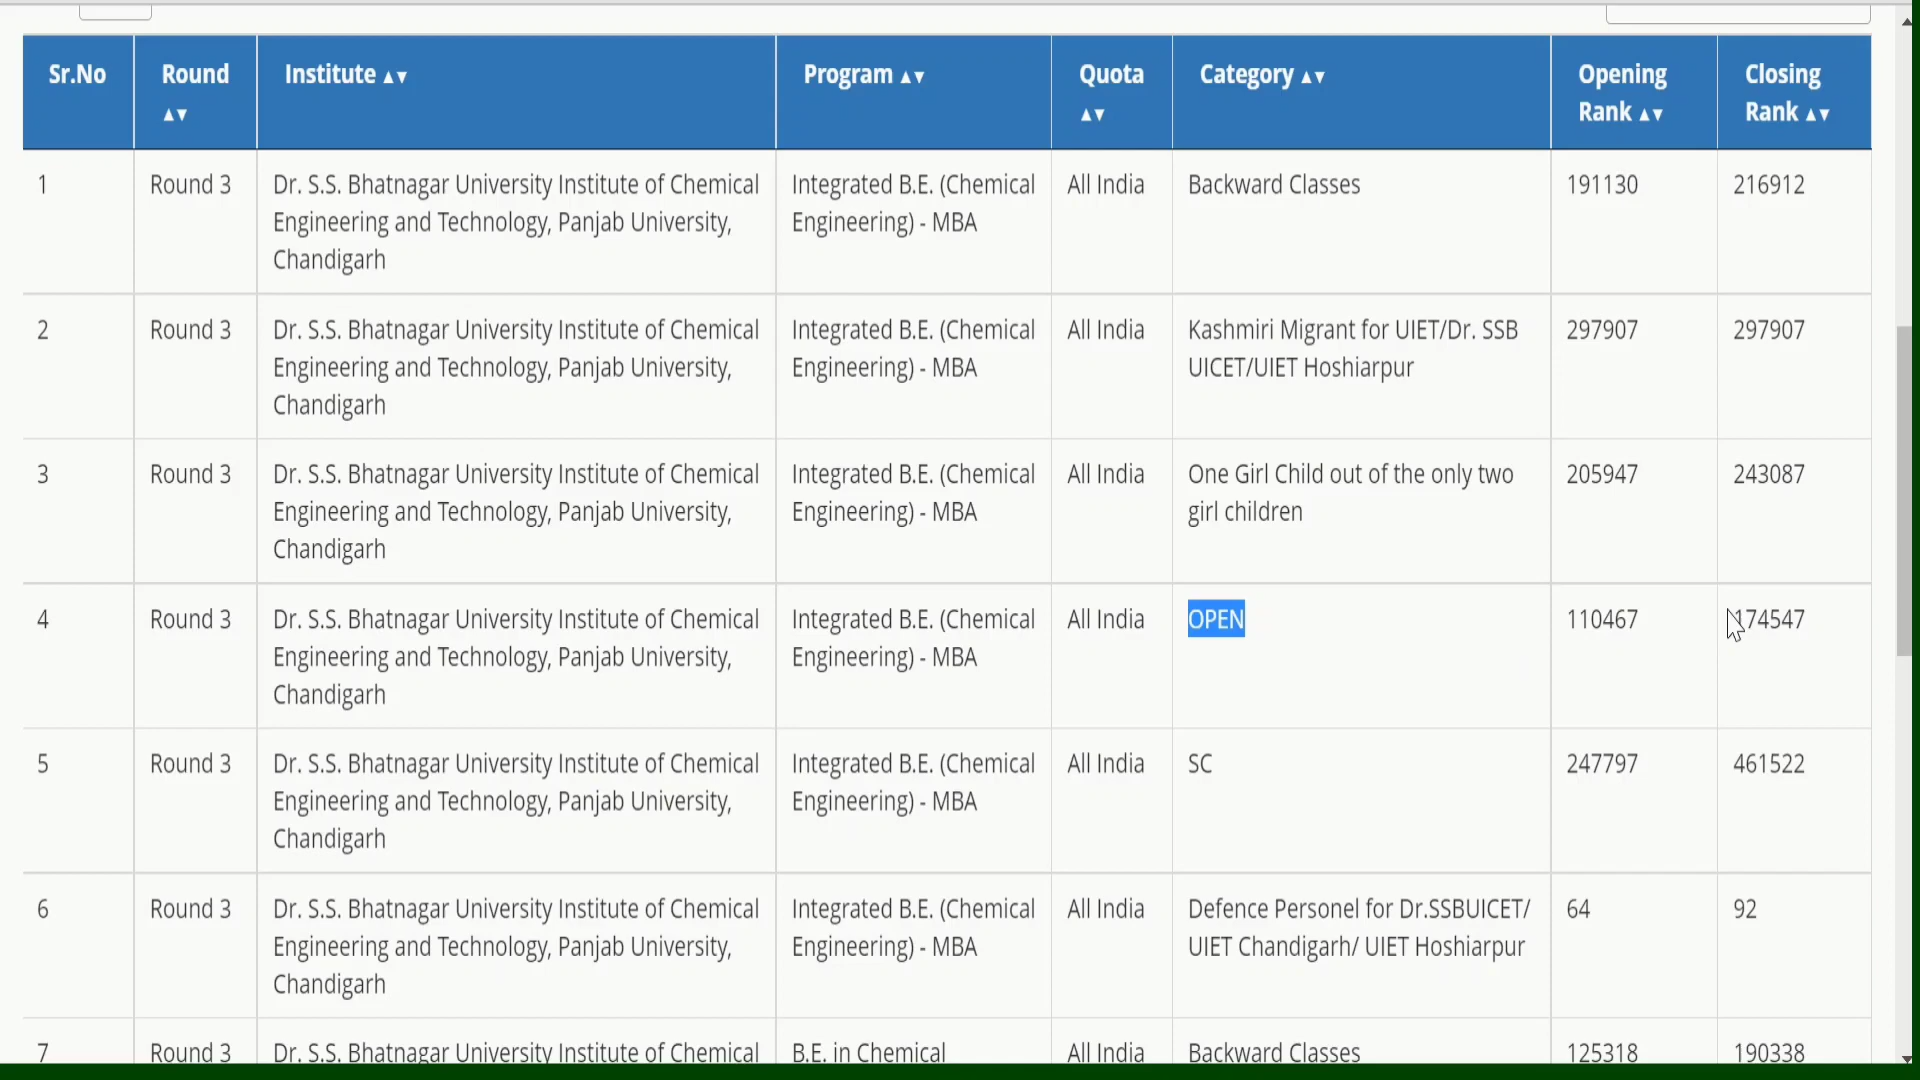 Sr.No Round ▲▼ Institute ▲▼ Program ▲▼ Quota ▲▼ Category ▲▼ Opening Rank ▲▼ Closing Rank ▲▼
1 Round 3 Dr. S.S. Bhatnagar University Institute of Chemical Integrated B.E. (Chemical All India Backward Classes 191130 216912
Engineering and Technology, Panjab University, Engineering) - MBA
Chandigarh
2 Round 3 Dr. S.S. Bhatnagar University Institute of Chemical Integrated B.E. (Chemical All India Kashmiri Migrant for UIET/Dr. SSB 297907 297907
Engineering and Technology, Panjab University, Engineering) - MBA UICET/UIET Hoshiarpur
Chandigarh
3 Round 3 Dr. S.S. Bhatnagar University Institute of Chemical Integrated B.E. (Chemical All India One Girl Child out of the only two 205947 243087
Engineering and Technology, Panjab University, Engineering) - MBA girl children
Chandigarh
4 Round 3 Dr. S.S. Bhatnagar University Institute of Chemical Integrated B.E. (Chemical All India OPEN 110467 174547
Engineering and Technology, Panjab University, Engineering) - MBA
Chandigarh
5 Round 3 Dr. S.S. Bhatnagar University Institute of Chemical Integrated B.E. (Chemical All India SC 247797 461522
Engineering and Technology, Panjab University, Engineering) - MBA
Chandigarh
6 Round 3 Dr. S.S. Bhatnagar University Institute of Chemical Integrated B.E. (Chemical All India Defence Personel for Dr.SSBUICET/ 64 92
Engineering and Technology, Panjab University, Engineering) - MBA UIET Chandigarh/ UIET Hoshiarpur
Chandigarh
7 Round 3 Dr. S.S. Bhatnagar University Institute of Chemical B.E. in Chemical All India Backward Classes 125318 190338